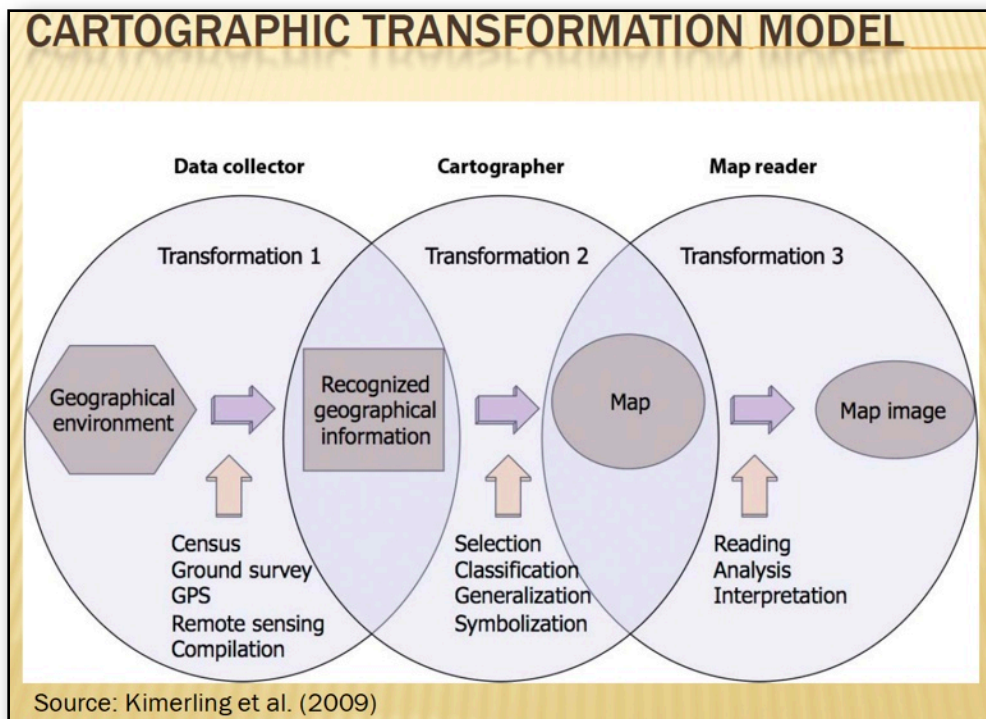 CARTOGRAPHIC TRANSFORMATION MODEL
Data collector
Cartographer
Map reader
Transformation 1
Transformation 2
Transformation 3
Geographical
environment
Recognized
geographical
information
Map
Map image
Census
Ground survey
GPS
Remote sensing
Compilation
Selection
Classification
Generalization
Symbolization
Reading
Analysis
Interpretation
Source: Kimerling et al. (2009)